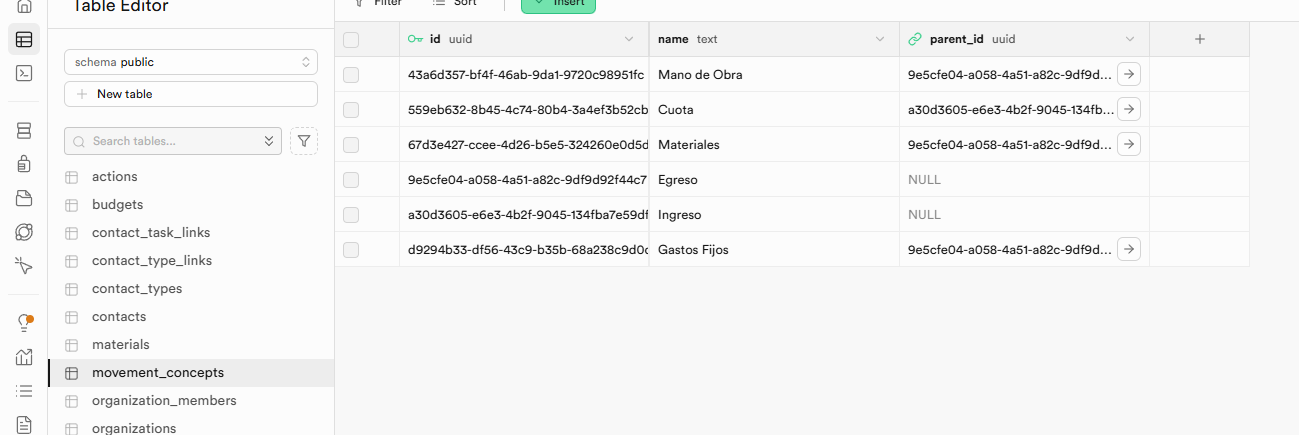 Table Editor
schema public
New table
Search tables...
actions
budgets
contact_task_links
contact_type_links
contact_types
contacts
materials
movement_concepts
organization_members
organizations
Filter Sort Insert
id uuid name text parent_id uuid
43a6d357-bf4f-46ab-9da1-9720c98951fc Mano de Obra 9e5cfe04-a058-4a51-a82c-9df9d...
559eb632-8b45-4c74-80b4-3a4ef3b52cb Cuota a30d3605-e6e3-4b2f-9045-134fb...
67d3e427-ccee-4d26-b5e5-324260e0d5d Materiales 9e5cfe04-a058-4a51-a82c-9df9d...
9e5cfe04-a058-4a51-a82c-9df9d92f44c7 Egreso NULL
a30d3605-e6e3-4b2f-9045-134fba7e59df Ingreso NULL
d9294b33-df56-43c9-b35b-68a238c9d0c Gastos Fijos 9e5cfe04-a058-4a51-a82c-9df9d...